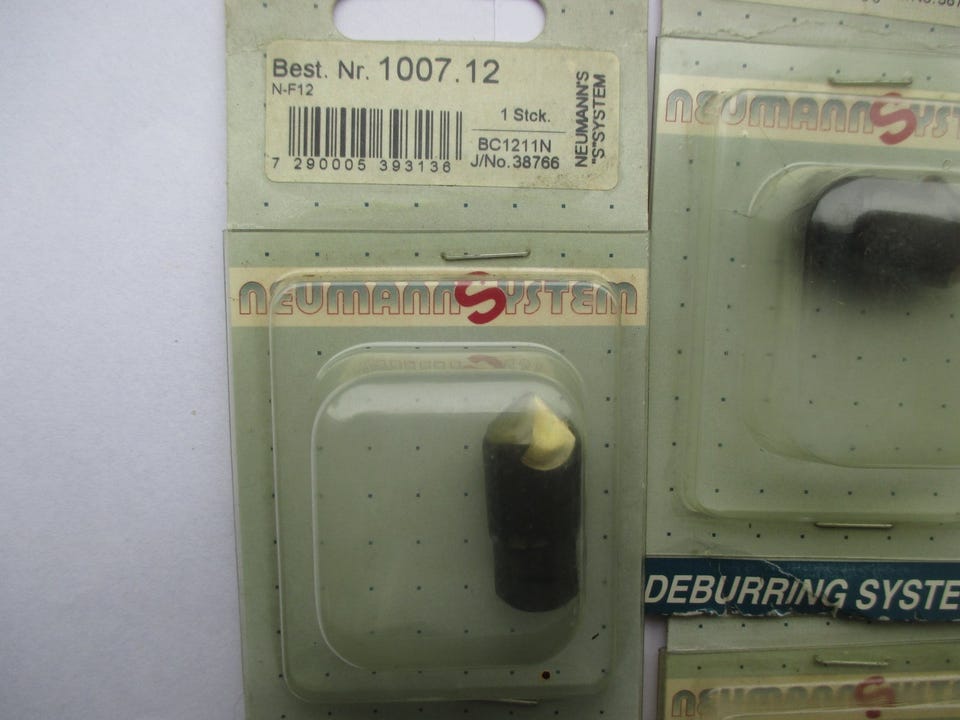 Best. Nr. 1007.12
N-F12
1 Stck.
BC1211N
J/No. 38766
7 290005 393136
NEUMANN'S
"S"SYSTEM
NEUMANNSYSTEM
NEUMANNSYST
DEBURRING SYSTE
NEUMANNSYSTE